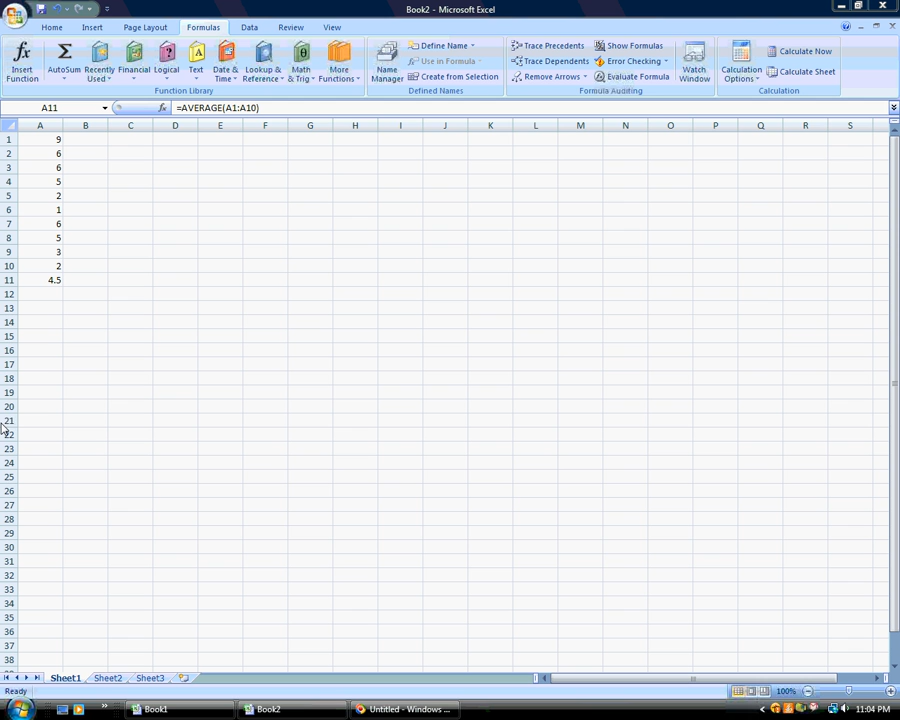 Book2 - Microsoft Excel
Home Insert Page Layout Formulas Data Review View
Insert Function
AutoSum
Recently Used
Financial
Logical
Text
Date & Time
Lookup & Reference
Math & Trig
More Functions
Function Library
Name Manager
Define Name
Use in Formula
Create from Selection
Defined Names
Trace Precedents
Trace Dependents
Remove Arrows
Show Formulas
Error Checking
Evaluate Formula
Formula Auditing
Watch Window
Calculation Options
Calculate Now
Calculate Sheet
Calculation
A11 fx =AVERAGE(A1:A10)
A B C D E F G H I J K L M N O P Q R S
1 9
2 6
3 6
4 5
5 2
6 1
7 6
8 5
9 3
10 2
11 4.5
12
13
14
15
16
17
18
19
20
21
22
23
24
25
26
27
28
29
30
31
32
33
34
35
36
37
38
Sheet1 Sheet2 Sheet3
Ready 100%
Book1 Book2 Untitled - Windows ... 11:04 PM